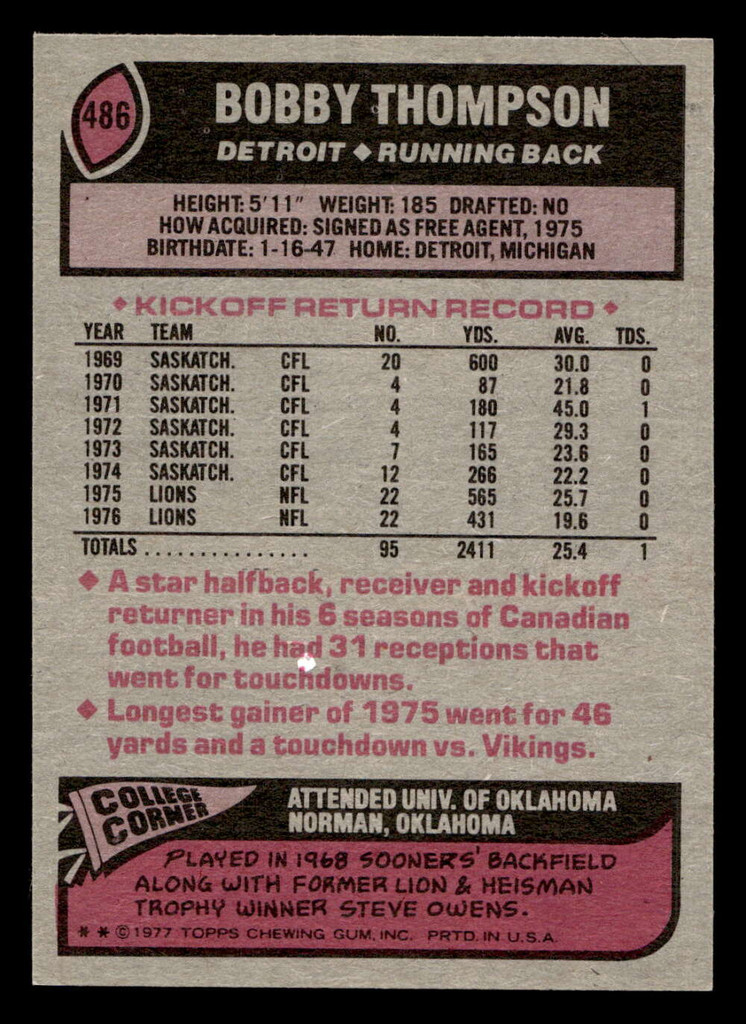 486
BOBBY THOMPSON
DETROIT ◆ RUNNING BACK
HEIGHT: 5'11" WEIGHT: 185 DRAFTED: NO
HOW ACQUIRED: SIGNED AS FREE AGENT, 1975
BIRTHDATE: 1-16-47 HOME: DETROIT, MICHIGAN
◆ KICKOFF RETURN RECORD ◆
YEAR TEAM NO. YDS. AVG. TDS.
1969 SASKATCH. CFL 20 600 30.0 0
1970 SASKATCH. CFL 4 87 21.8 0
1971 SASKATCH. CFL 4 180 45.0 1
1972 SASKATCH. CFL 4 117 29.3 0
1973 SASKATCH. CFL 7 165 23.6 0
1974 SASKATCH. CFL 12 266 22.2 0
1975 LIONS NFL 22 565 25.7 0
1976 LIONS NFL 22 431 19.6 0
TOTALS ............... 95 2411 25.4 1
◆ A star halfback, receiver and kickoff
returner in his 6 seasons of Canadian
football, he had 31 receptions that
went for touchdowns.
◆ Longest gainer of 1975 went for 46
yards and a touchdown vs. Vikings.
COLLEGE
CORNER
ATTENDED UNIV. OF OKLAHOMA
NORMAN, OKLAHOMA
PLAYED IN 1968 SOONERS' BACKFIELD
ALONG WITH FORMER LION & HEISMAN
TROPHY WINNER STEVE OWENS.
* * © 1977 TOPPS CHEWING GUM, INC. PRTD. IN U.S.A.